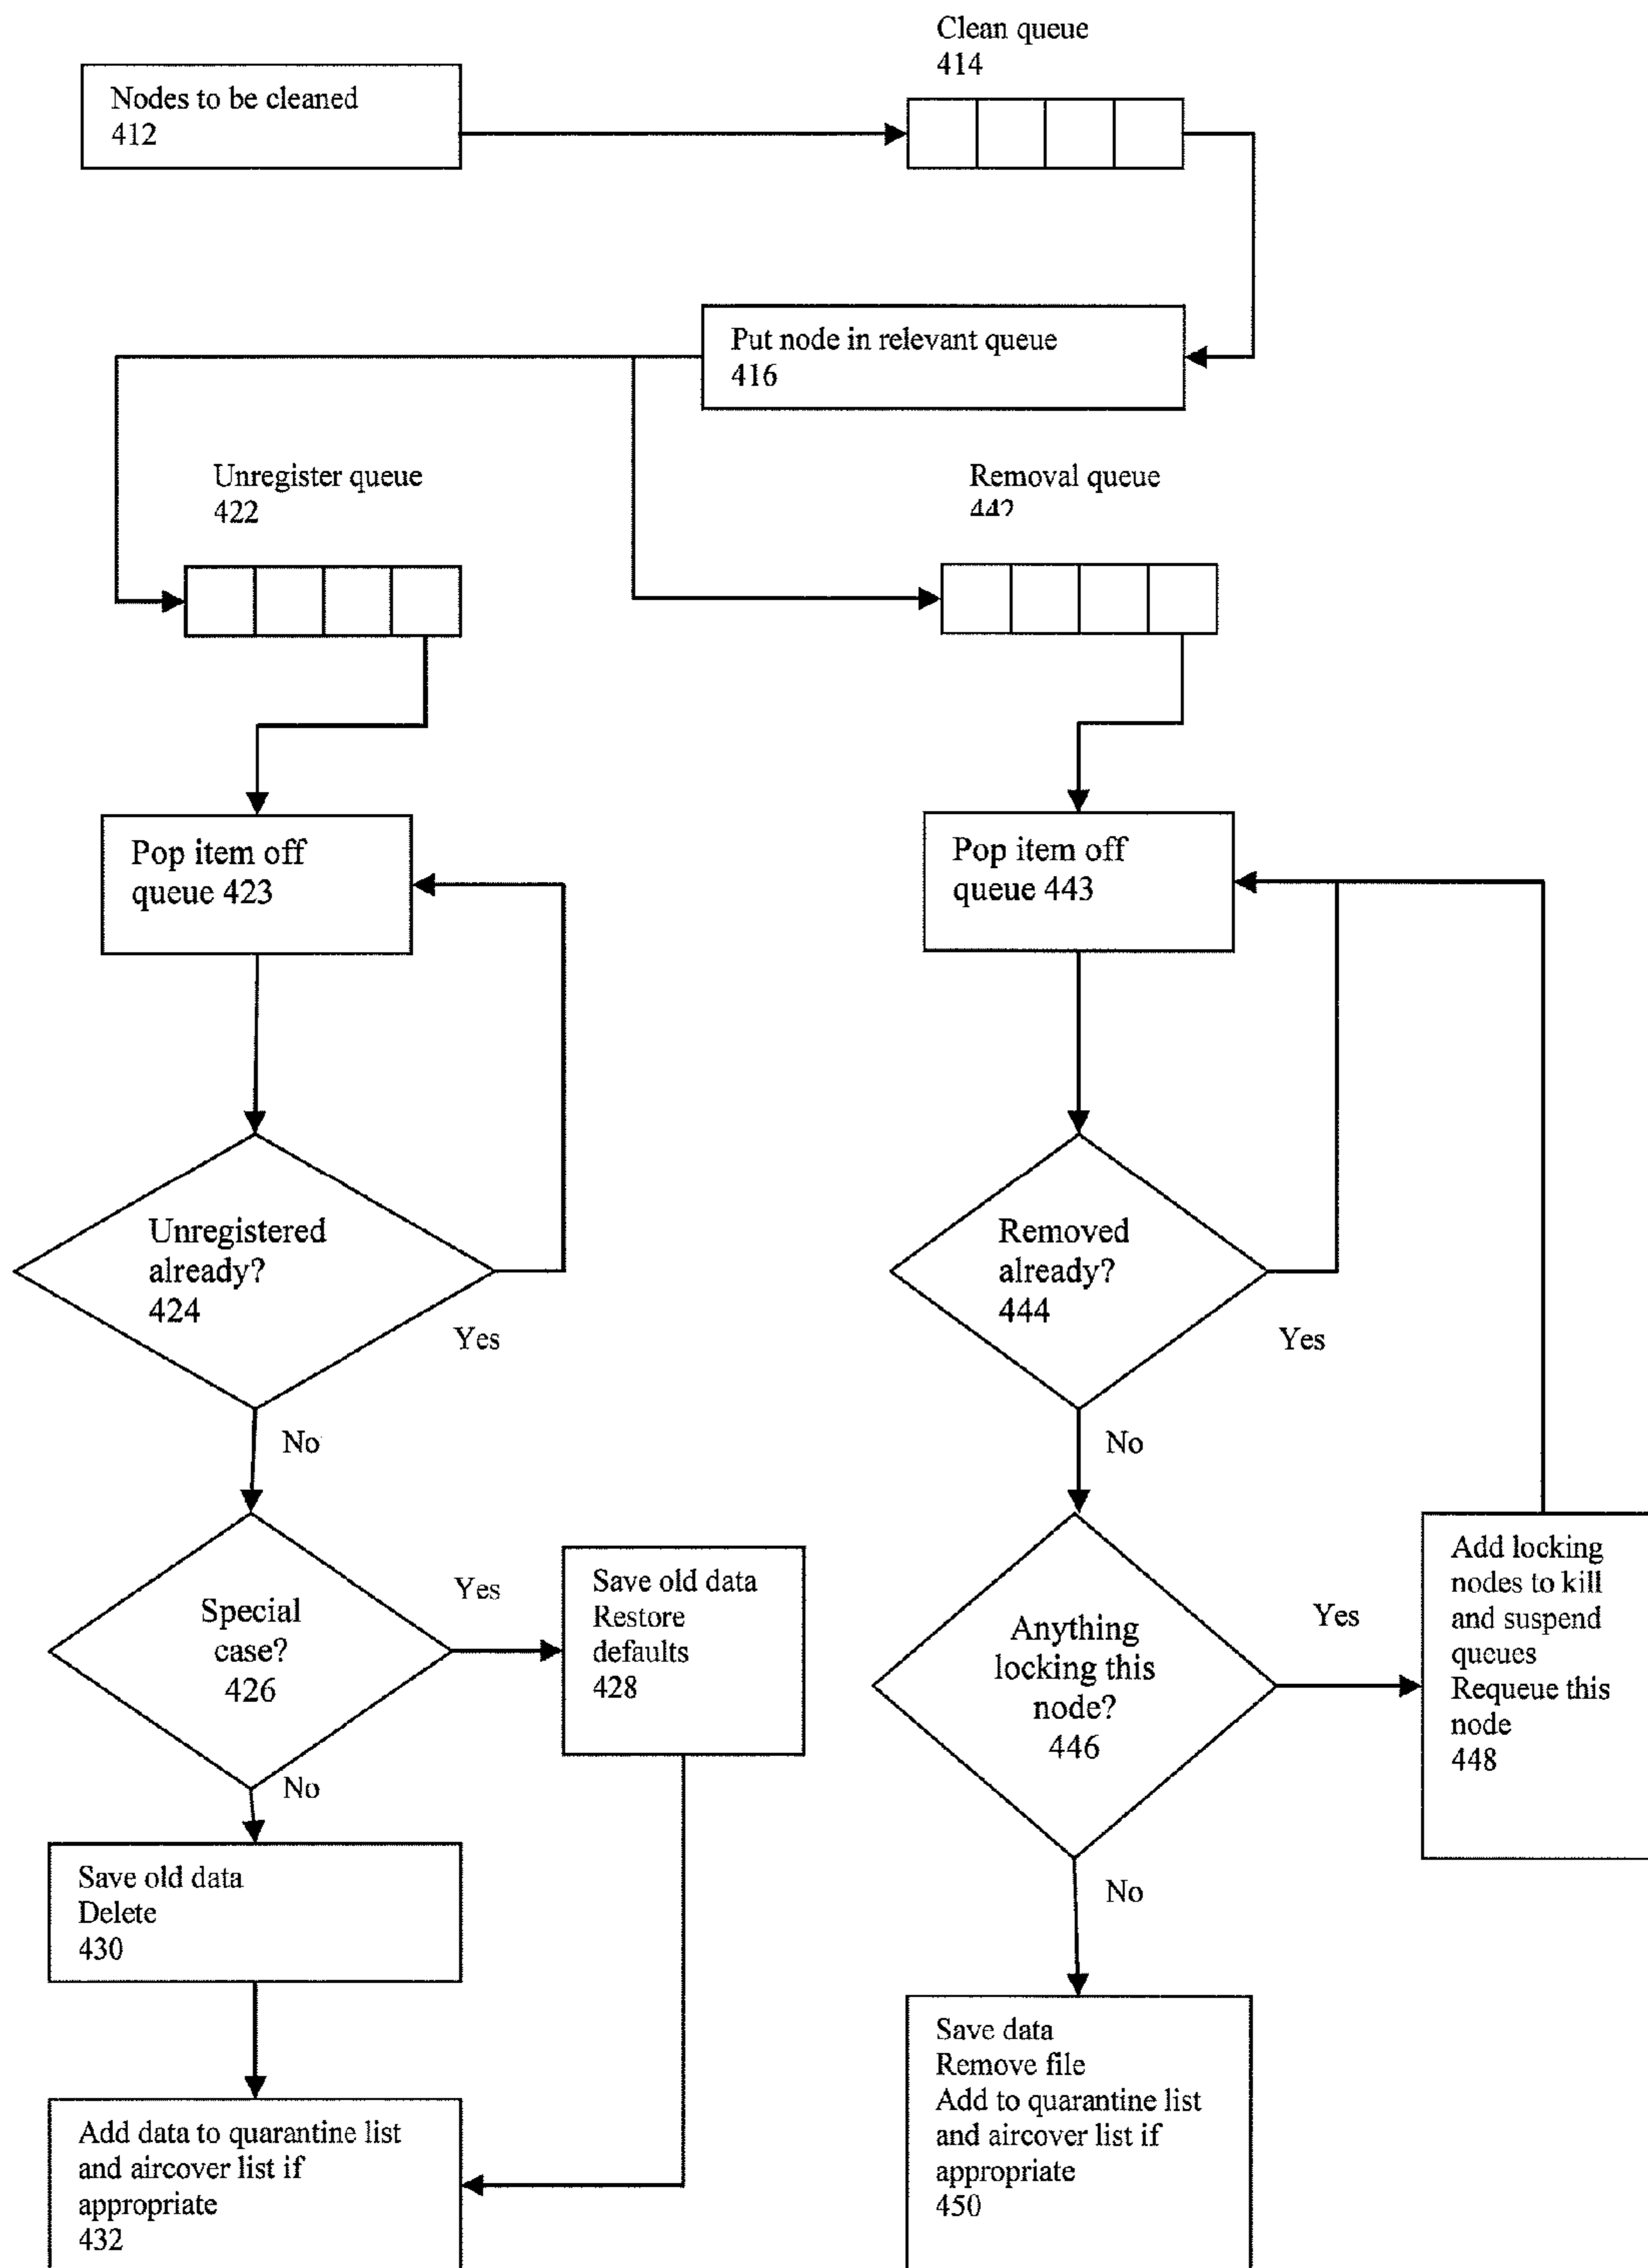 Clean queue
414
Nodes to be cleaned
412
Put node in relevant queue
416
Unregister queue
422
Removal queue
442
Pop item off
queue 423
Pop item off
queue 443
Unregistered
already?
424
Yes
Removed
already?
444
Yes
No
No
Special
case?
426
Yes
Save old data
Restore
defaults
428
Anything
locking this
node?
446
Yes
Add locking
nodes to kill
and suspend
queues
Requeue this
node
448
No
Save old data
Delete
430
No
Add data to quarantine list
and aircover list if
appropriate
432
Save data
Remove file
Add to quarantine list
and aircover list if
appropriate
450